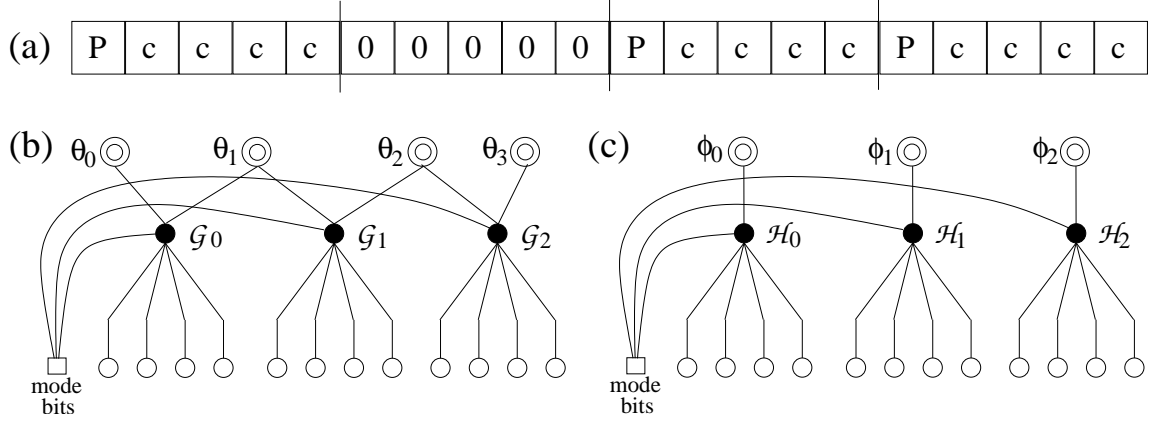 (a) P c c c c 0 0 0 0 0 P c c c c P c c c c
(b) θ0 θ1 θ2 θ3 (c) ϕ0 ϕ1 ϕ2
𝒢0 𝒢1 𝒢2 ℋ0 ℋ1 ℋ2
mode mode
bits bits